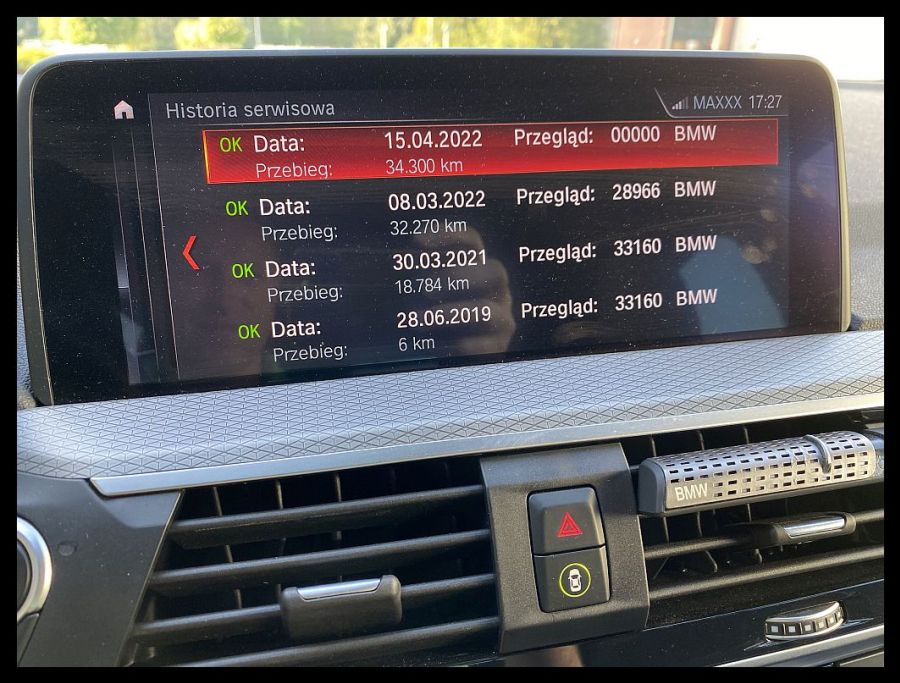 Historia serwisowa MAXXX 17:27
OK Data: 15.04.2022 Przegląd: 00000 BMW
Przebieg: 34.300 km
OK Data: 08.03.2022 Przegląd: 28966 BMW
Przebieg: 32.270 km
OK Data: 30.03.2021 Przegląd: 33160 BMW
Przebieg: 18.784 km
OK Data: 28.06.2019 Przegląd: 33160 BMW
Przebieg: 6 km
BMW